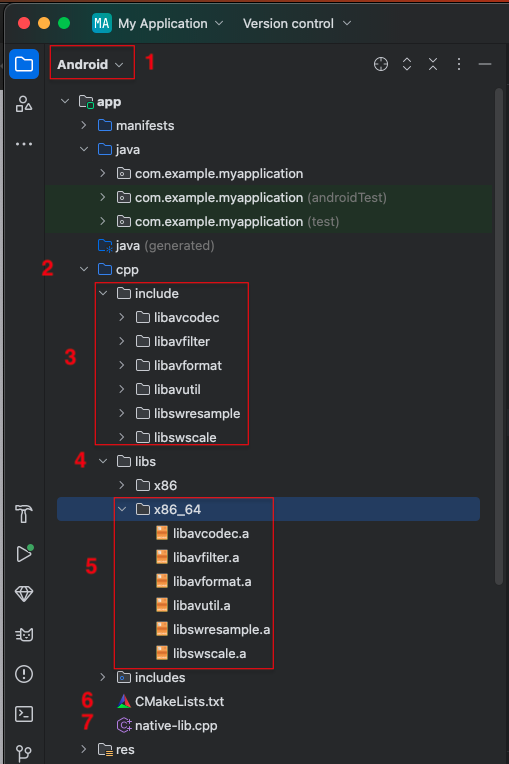 MA My Application Version control
Android 1
app
manifests
java
com.example.myapplication
com.example.myapplication (androidTest)
com.example.myapplication (test)
java (generated)
2 cpp
include
libavcodec
libavfilter
3 libavformat
libavutil
libswresample
libswscale
4 libs
x86
x86_64
libavcodec.a
5 libavfilter.a
libavformat.a
libavutil.a
libswresample.a
libswscale.a
includes
6 CMakeLists.txt
7 native-lib.cpp
res